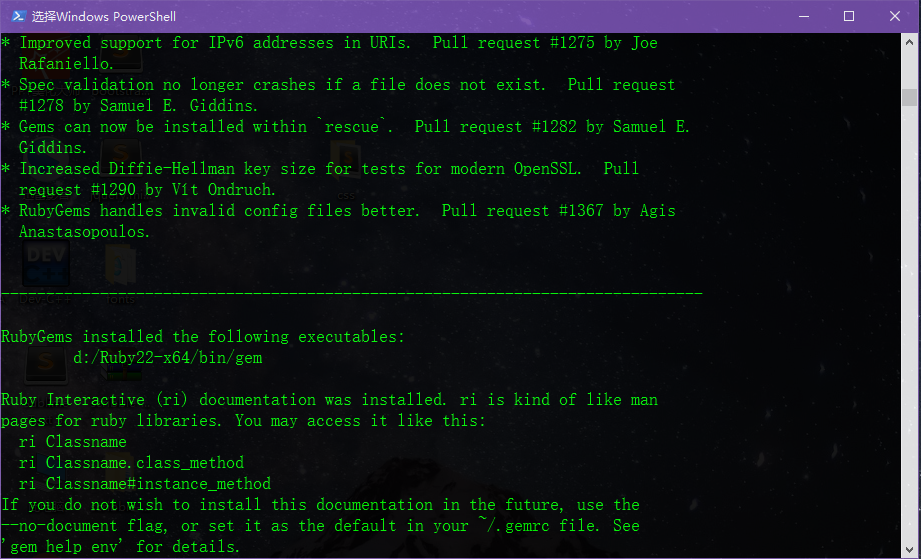 选择Windows PowerShell
* Improved support for IPv6 addresses in URIs.  Pull request #1275 by Joe
  Rafaniello.
* Spec validation no longer crashes if a file does not exist.  Pull request
  #1278 by Samuel E. Giddins.
* Gems can now be installed within `rescue`.  Pull request #1282 by Samuel E.
  Giddins.
* Increased Diffie-Hellman key size for tests for modern OpenSSL.  Pull
  request #1290 by Vít Ondruch.
* RubyGems handles invalid config files better.  Pull request #1367 by Agis
  Anastasopoulos.
DEV
Dev-C++ fonts
------------------------------------------------------------------------------
RubyGems installed the following executables:
        d:/Ruby22-x64/bin/gem
Ruby Interactive (ri) documentation was installed. ri is kind of like man
pages for ruby libraries. You may access it like this:
  ri Classname
  ri Classname.class_method
  ri Classname#instance_method
If you do not wish to install this documentation in the future, use the
--no-document flag, or set it as the default in your ~/.gemrc file. See
'gem help env' for details.